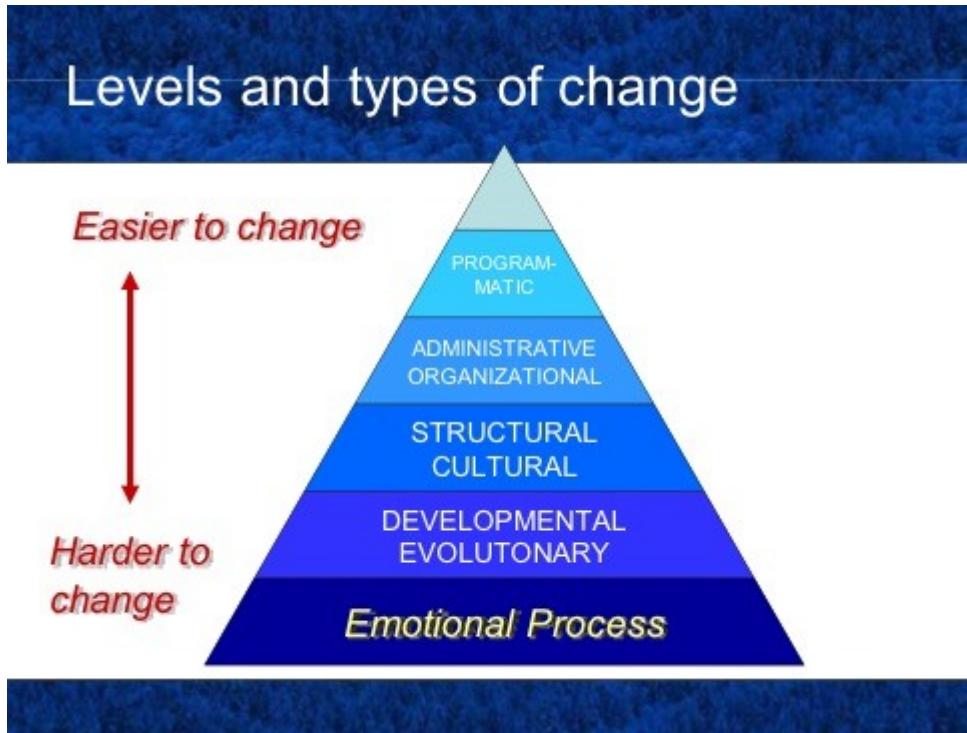 Levels and types of change
Easier to change
PROGRAM-
MATIC
ADMINISTRATIVE
ORGANIZATIONAL
STRUCTURAL
CULTURAL
DEVELOPMENTAL
EVOLUTONARY
Harder to
change
Emotional Process